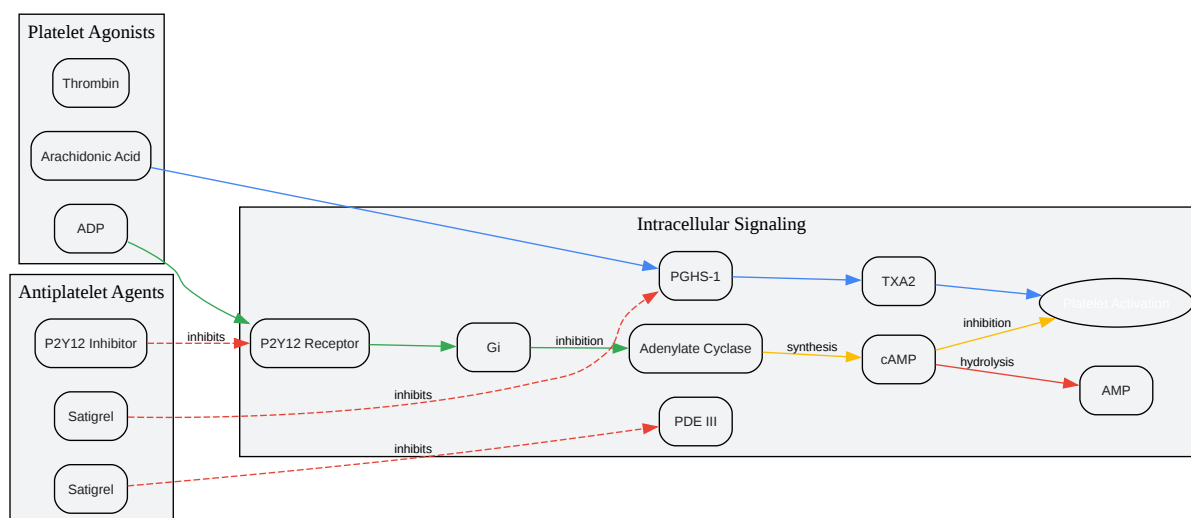 Platelet Agonists
Thrombin
Arachidonic Acid
ADP
Antiplatelet Agents
P2Y12 Inhibitor
inhibits
Satigrel
inhibits
Satigrel
inhibits
Intracellular Signaling
PGHS-1
TXA2
Platelet Activation
P2Y12 Receptor
Gi
inhibition
Adenylate Cyclase
synthesis
cAMP
inhibition
hydrolysis
AMP
PDE III